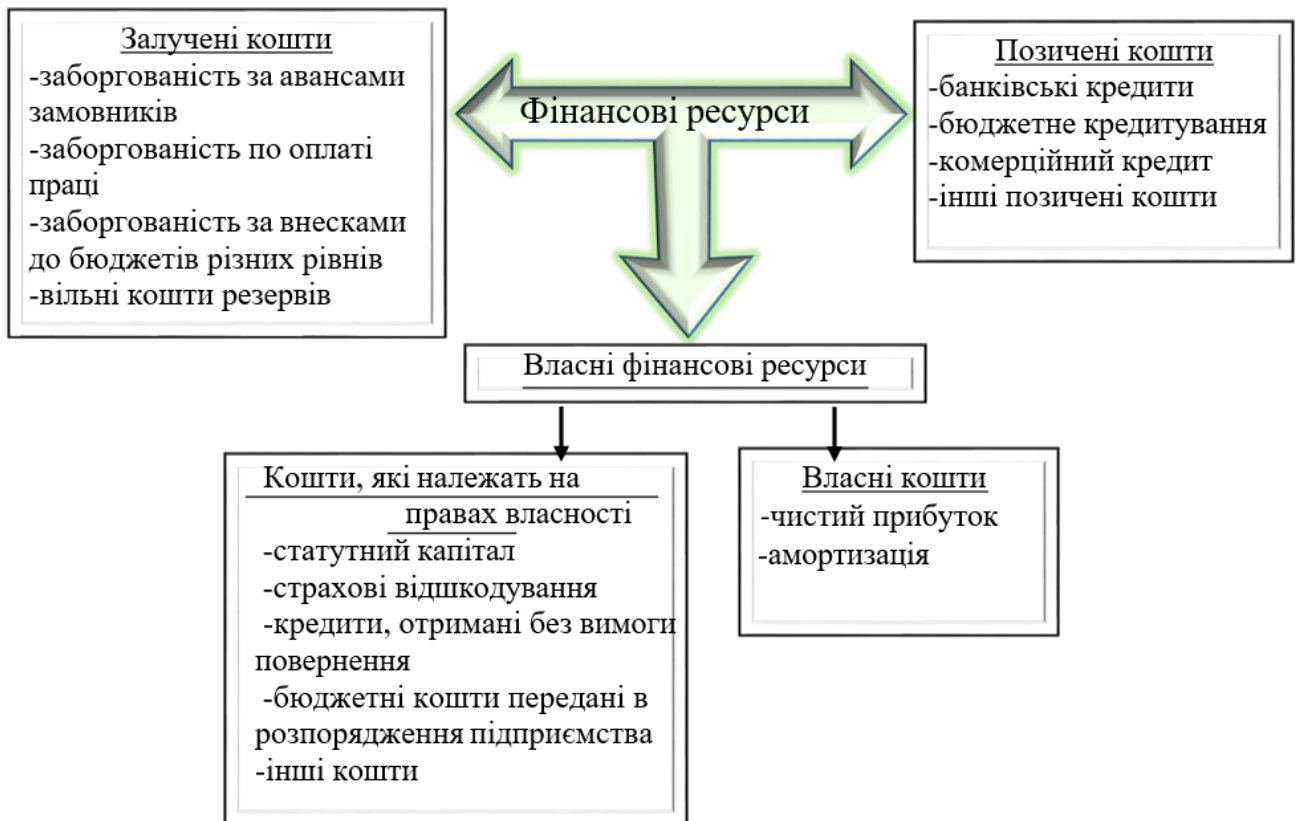 Залучені кошти
-заборгованість за авансами
замовників
-заборгованість по оплаті
праці
-заборгованість за внесками
до бюджетів різних рівнів
-вільні кошти резервів
Фінансові ресурси
Позичені кошти
-банківські кредити
-бюджетне кредитування
-комерційний кредит
-інші позичені кошти
Власні фінансові ресурси
Кошти, які належать на
правах власності
-статутний капітал
-страхові відшкодування
-кредити, отримані без вимоги
повернення
-бюджетні кошти передані в
розпорядження підприємства
-інші кошти
Власні кошти
-чистий прибуток
-амортизація